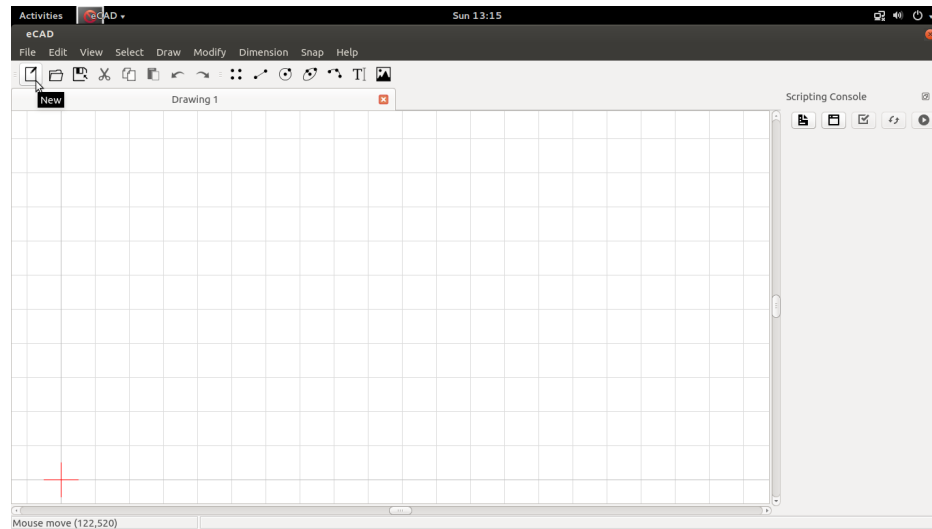 Activities eCAD Sun 13:15
eCAD
File Edit View Select Draw Modify Dimension Snap Help
TI
New Drawing 1 Scripting Console
Mouse move (122,520)